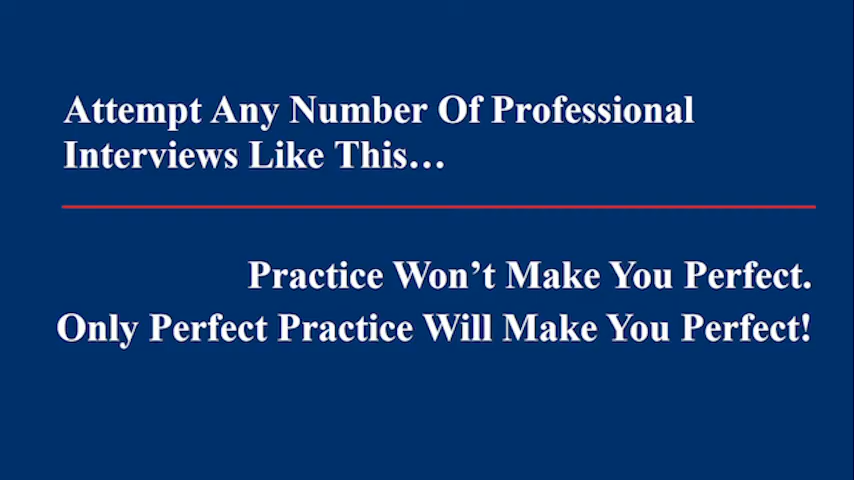 Attempt Any Number Of Professional
Interviews Like This…
Practice Won’t Make You Perfect.
Only Perfect Practice Will Make You Perfect!